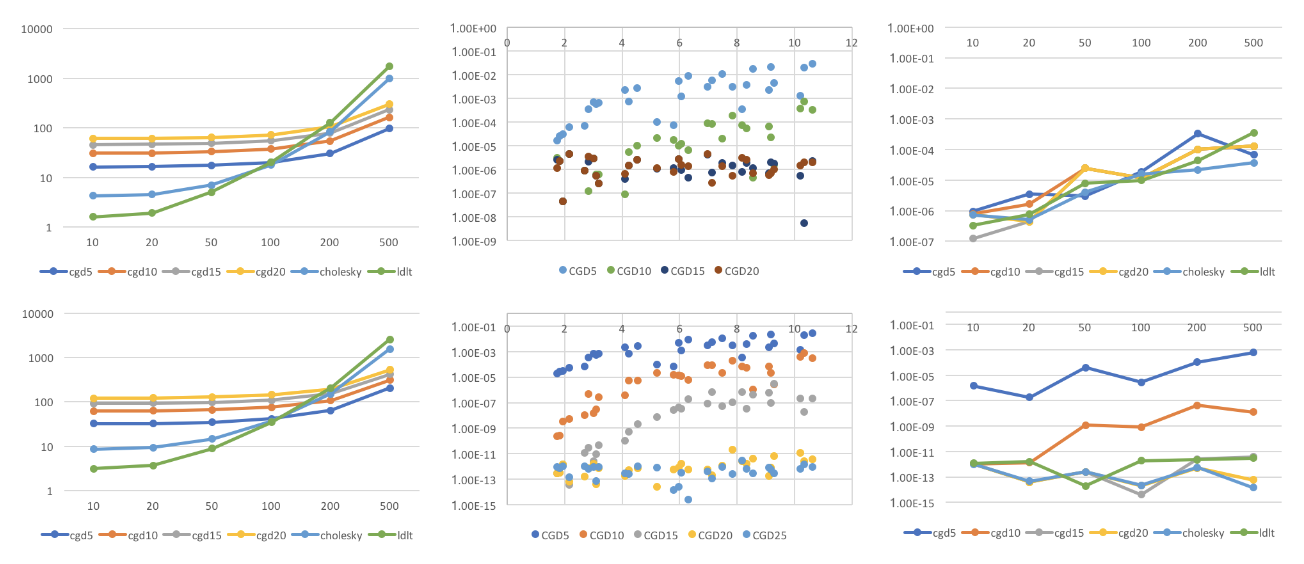 10000
1000
100
10
1
10 20 50 100 200 500
cgd5 cgd10 cgd15 cgd20 cholesky ldlt
1.00E+00
1.00E-01
1.00E-02
1.00E-03
1.00E-04
1.00E-05
1.00E-06
1.00E-07
1.00E-08
1.00E-09
0 2 4 6 8 10 12
CGD5 CGD10 CGD15 CGD20
1.00E+00
1.00E-01
1.00E-02
1.00E-03
1.00E-04
1.00E-05
1.00E-06
1.00E-07
10 20 50 100 200 500
cgd5 cgd10 cgd15 cgd20 cholesky ldlt
10000
1000
100
10
1
10 20 50 100 200 500
cgd5 cgd10 cgd15 cgd20 cholesky ldlt
1.00E-01
1.00E-03
1.00E-05
1.00E-07
1.00E-09
1.00E-11
1.00E-13
1.00E-15
0 2 4 6 8 10 12
CGD5 CGD10 CGD15 CGD20 CGD25
1.00E-01
1.00E-03
1.00E-05
1.00E-07
1.00E-09
1.00E-11
1.00E-13
1.00E-15
10 20 50 100 200 500
cgd5 cgd10 cgd15 cgd20 cholesky ldlt